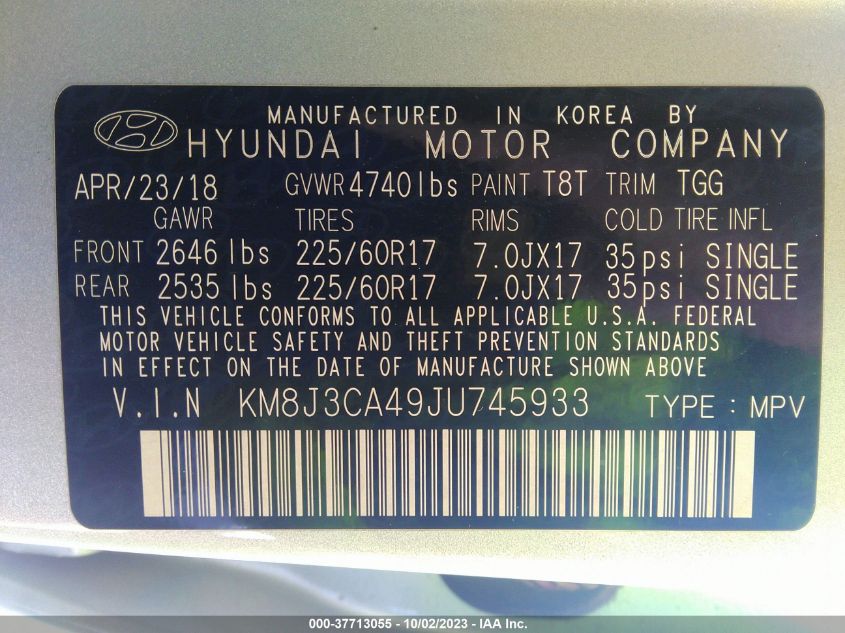 MANUFACTURED IN KOREA BY
HYUNDAI MOTOR COMPANY
APR/23/18 GVWR 4740 lbs PAINT T8T TRIM TGG
GAWR TIRES RIMS COLD TIRE INFL
FRONT 2646 lbs 225/60R17 7.0JX17 35psi SINGLE
REAR 2535 lbs 225/60R17 7.0JX17 35psi SINGLE
THIS VEHICLE CONFORMS TO ALL APPLICABLE U.S.A. FEDERAL
MOTOR VEHICLE SAFETY AND THEFT PREVENTION STANDARDS
IN EFFECT ON THE DATE OF MANUFACTURE SHOWN ABOVE
V.I.N KM8J3CA49JU745933 TYPE : MPV
000-37713055 - 10/02/2023 - IAA Inc.